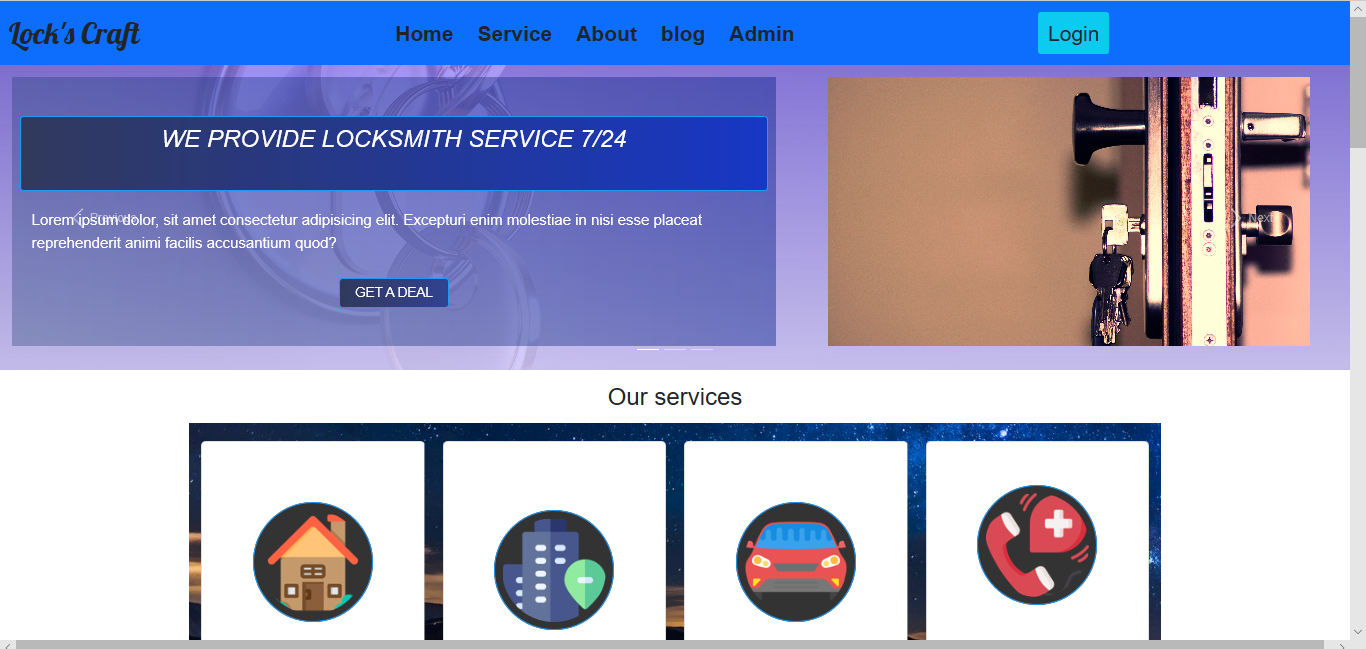 Lock's Craft
Home Service About blog Admin
Login
WE PROVIDE LOCKSMITH SERVICE 7/24
Previous
Next
Lorem ipsum dolor, sit amet consectetur adipisicing elit. Excepturi enim molestiae in nisi esse placeat
reprehenderit animi facilis accusantium quod?
GET A DEAL
Our services